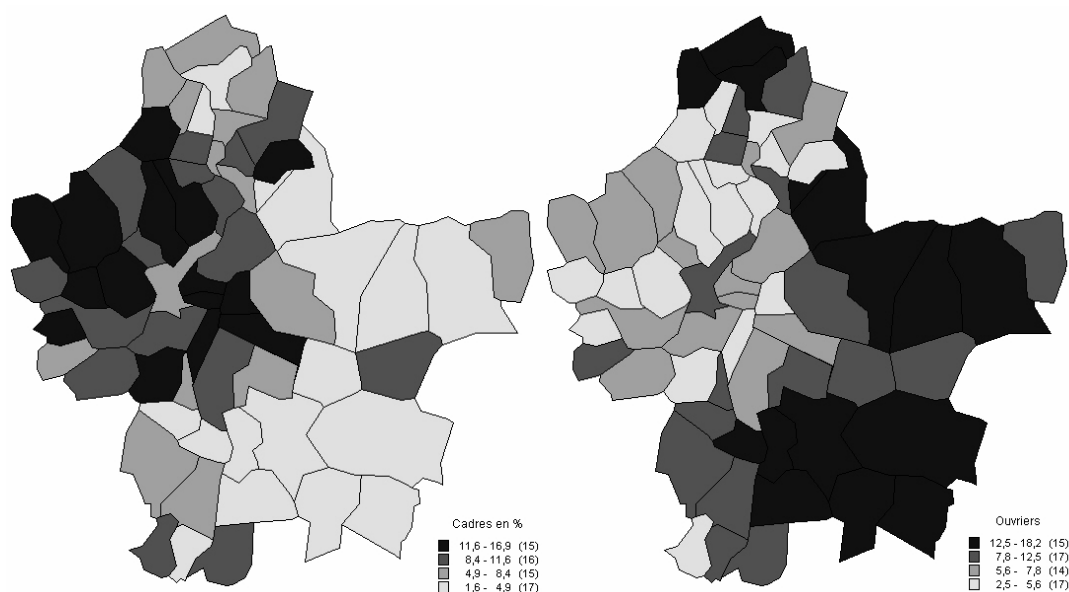 Cadres en %
11,6 - 16,9 (15)
8,4 - 11,6 (16)
4,9 - 8,4 (15)
1,6 - 4,9 (17)
Ouvriers
12,5 - 18,2 (15)
7,8 - 12,5 (17)
5,6 - 7,8 (14)
2,5 - 5,6 (17)